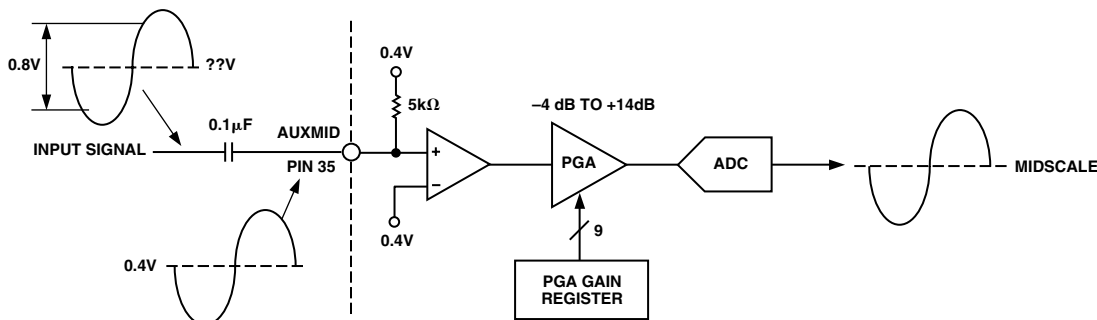 0.8V
??V
0.4V
5kΩ
–4 dB TO +14dB
0.1μF
AUXMID
INPUT SIGNAL
PIN 35
+
–
PGA
ADC
MIDSCALE
0.4V
9
0.4V
PGA GAIN
REGISTER